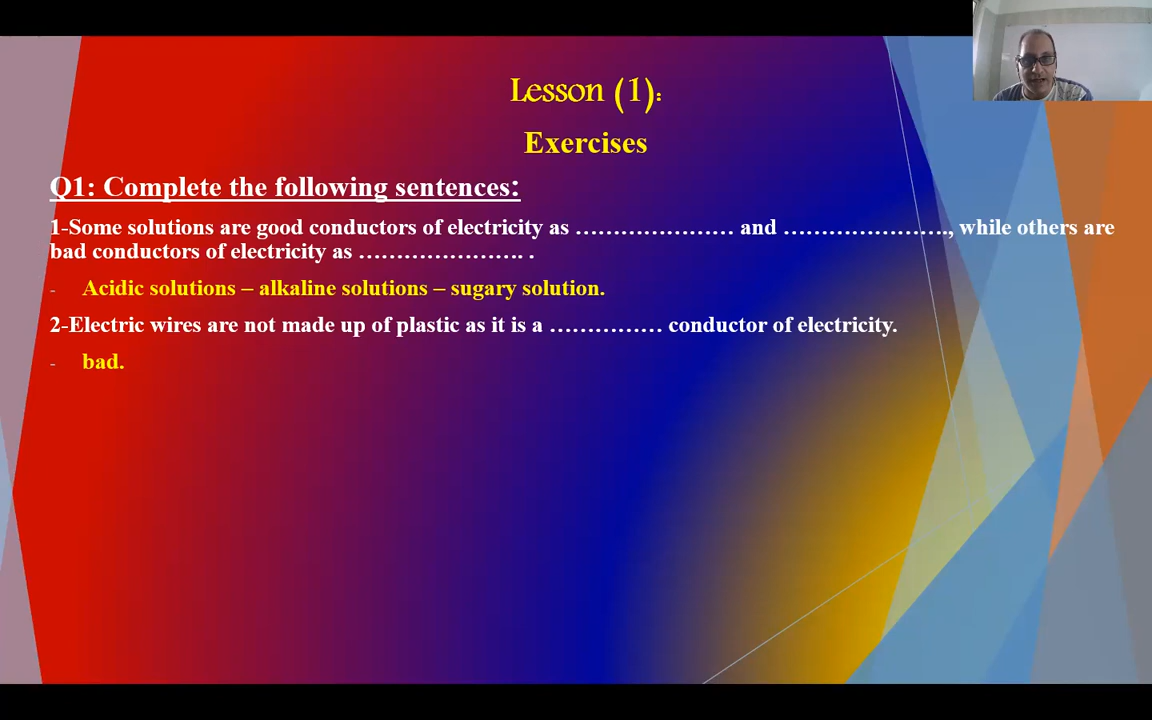 Lesson (1):
Exercises
Q1: Complete the following sentences:
1-Some solutions are good conductors of electricity as ………………… and …………………., while others are
bad conductors of electricity as …………………. .
- Acidic solutions – alkaline solutions – sugary solution.
2-Electric wires are not made up of plastic as it is a …………… conductor of electricity.
- bad.